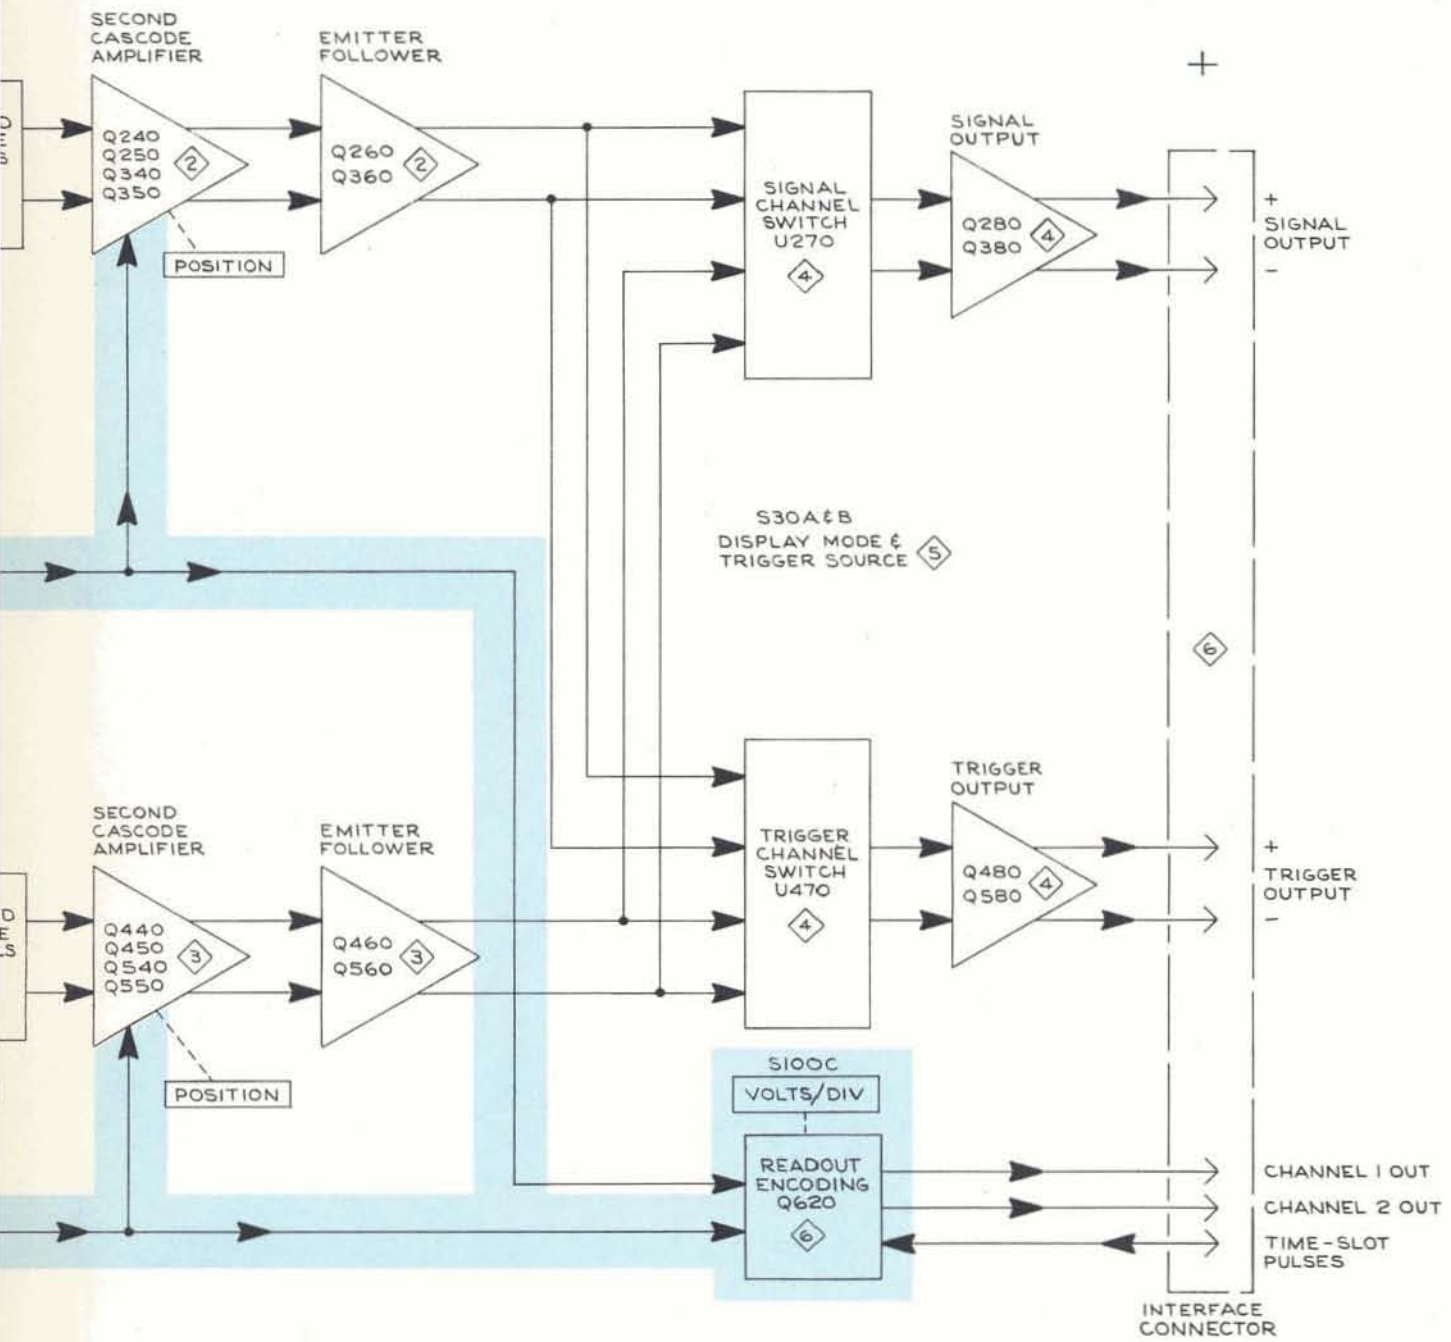 SECOND
CASCODE
AMPLIFIER
EMITTER
FOLLOWER
Q240
Q250
Q340
Q350
2
POSITION
Q260
Q360
2
SIGNAL
CHANNEL
SWITCH
U270
4
SIGNAL
OUTPUT
Q280
Q380
4
+
+
SIGNAL
OUTPUT
-
S30A&B
DISPLAY MODE &
TRIGGER SOURCE
5
6
SECOND
CASCODE
AMPLIFIER
EMITTER
FOLLOWER
Q440
Q450
Q540
Q550
3
POSITION
Q460
Q560
3
TRIGGER
CHANNEL
SWITCH
U470
4
TRIGGER
OUTPUT
Q480
Q580
4
+
TRIGGER
OUTPUT
-
S100C
VOLTS/DIV
READOUT
ENCODING
Q620
6
CHANNEL 1 OUT
CHANNEL 2 OUT
TIME-SLOT
PULSES
INTERFACE
CONNECTOR